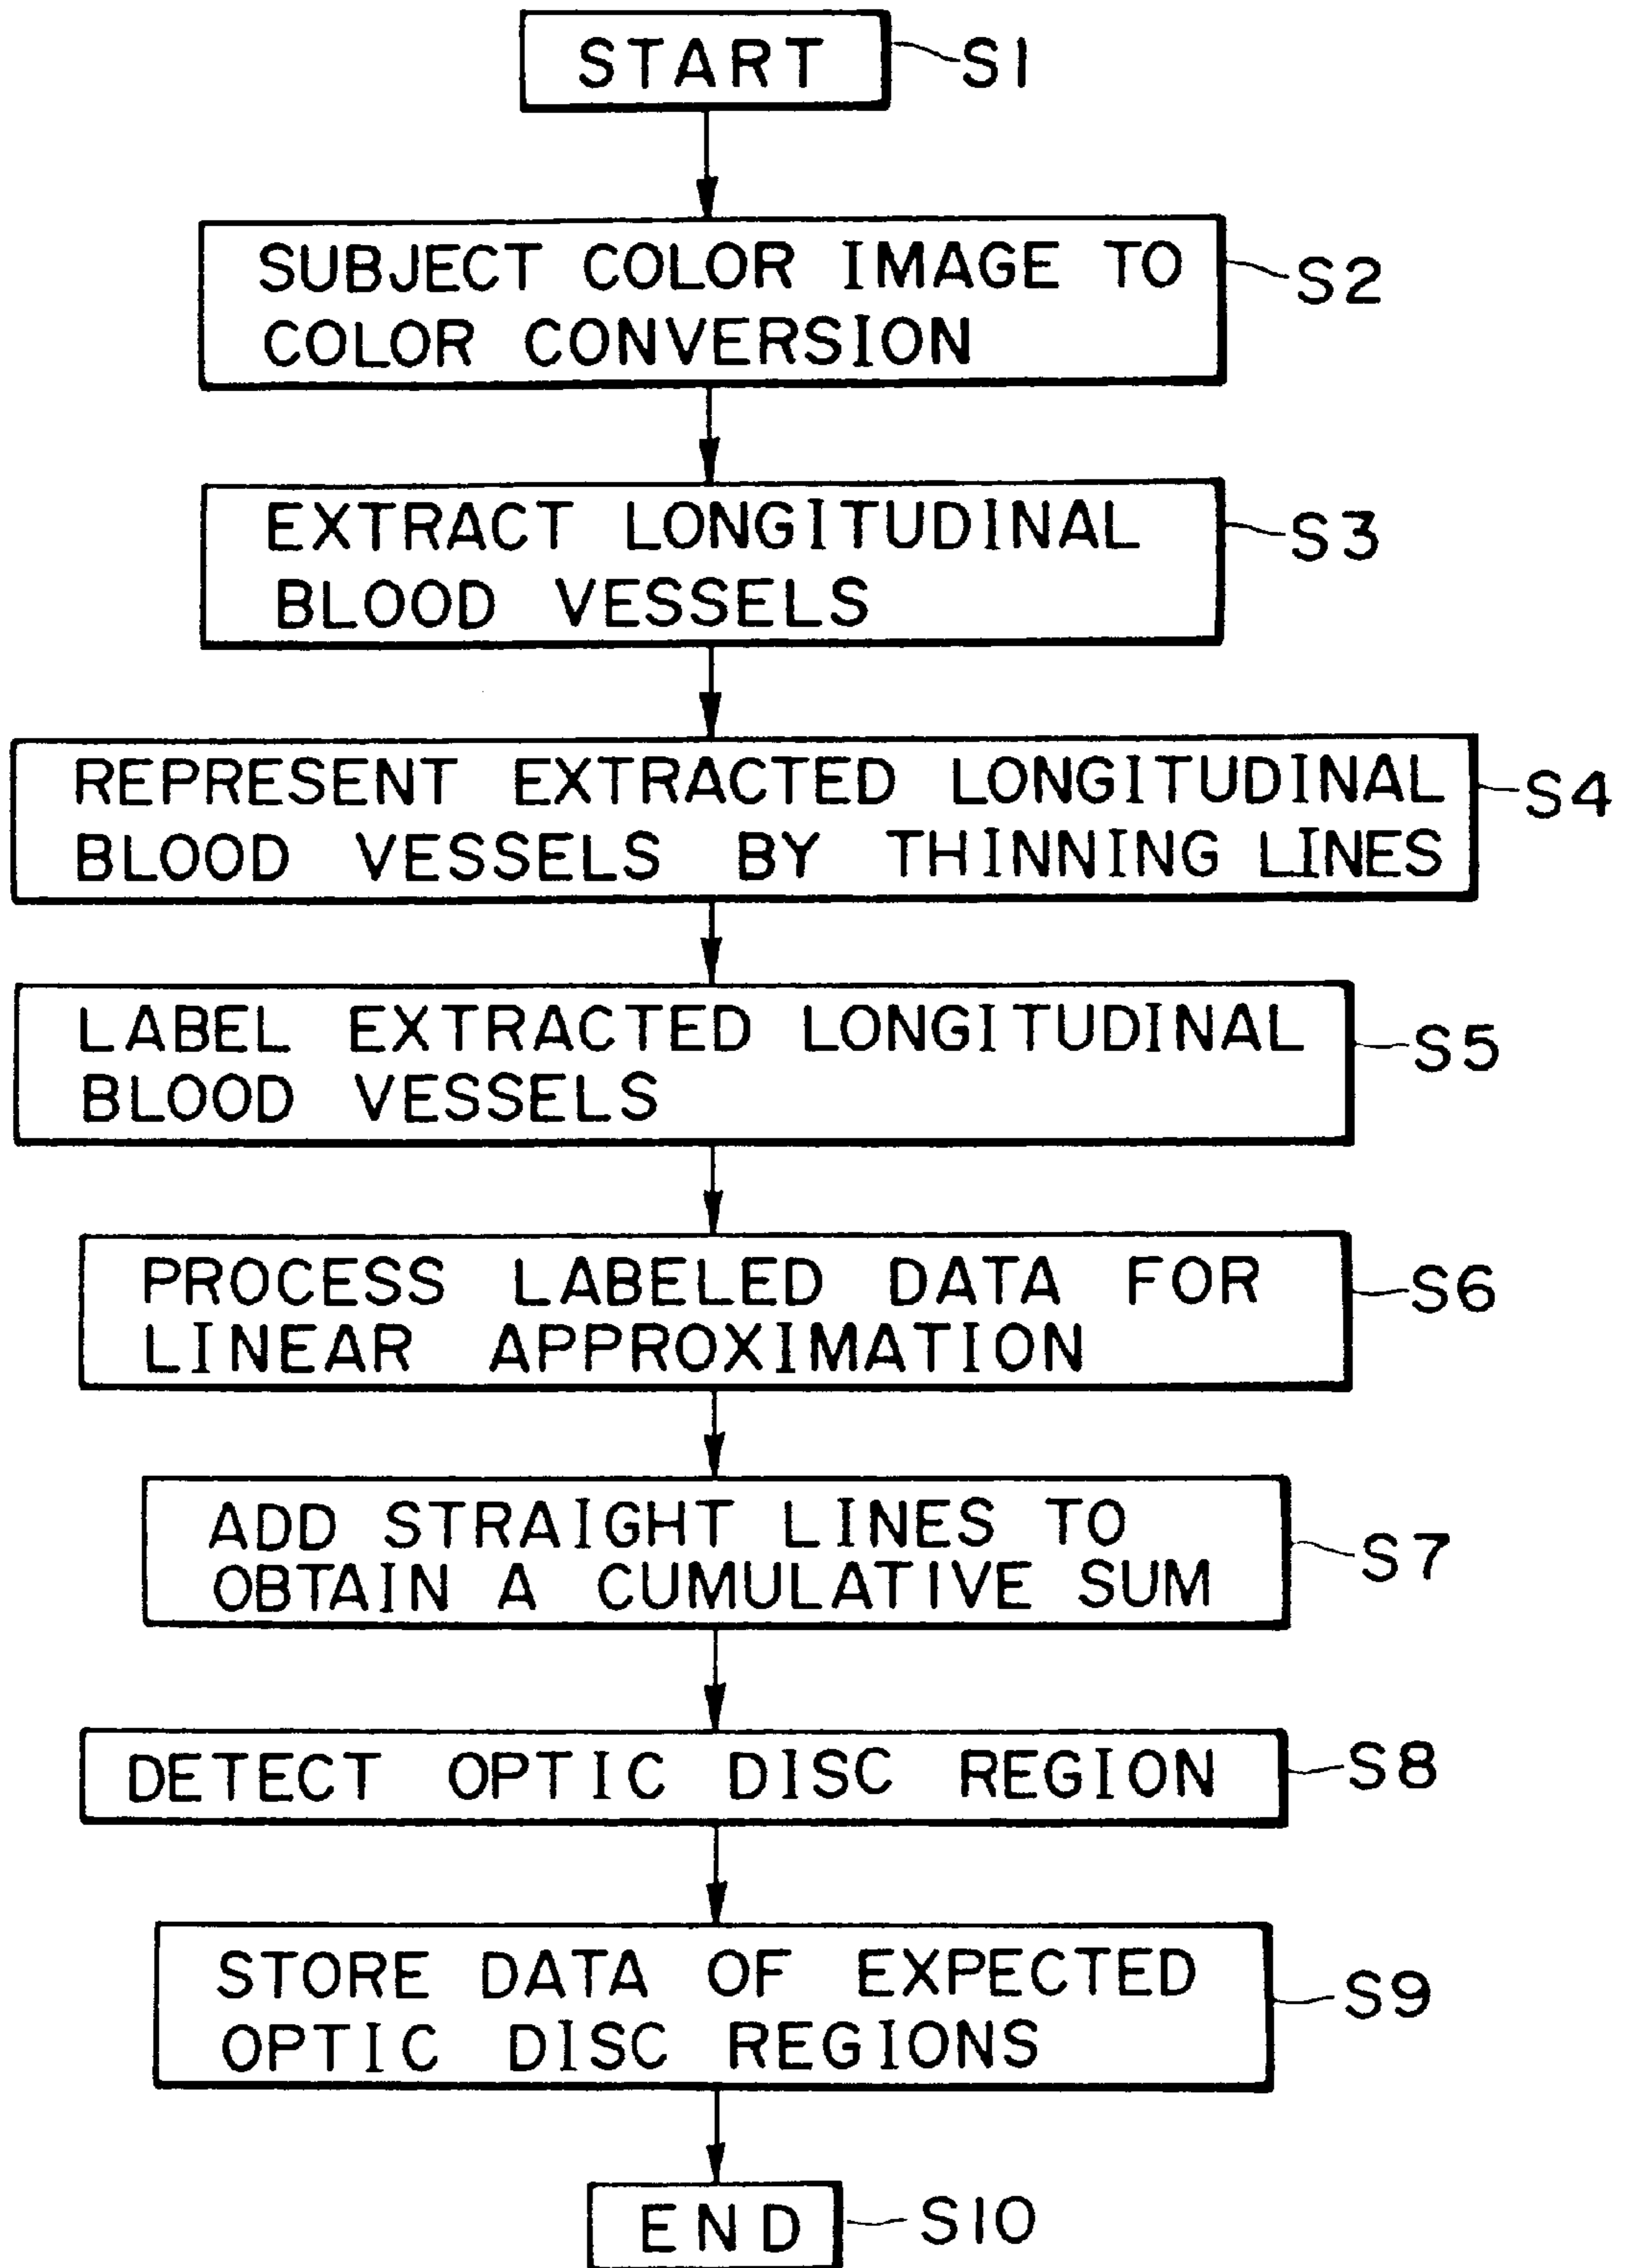 START
S1
SUBJECT COLOR IMAGE TO
COLOR CONVERSION
S2
EXTRACT LONGITUDINAL
BLOOD VESSELS
S3
REPRESENT EXTRACTED LONGITUDINAL
BLOOD VESSELS BY THINNING LINES
S4
LABEL EXTRACTED LONGITUDINAL
BLOOD VESSELS
S5
PROCESS LABELED DATA FOR
LINEAR APPROXIMATION
S6
ADD STRAIGHT LINES TO
OBTAIN A CUMULATIVE SUM
S7
DETECT OPTIC DISC REGION
S8
STORE DATA OF EXPECTED
OPTIC DISC REGIONS
S9
END
S10